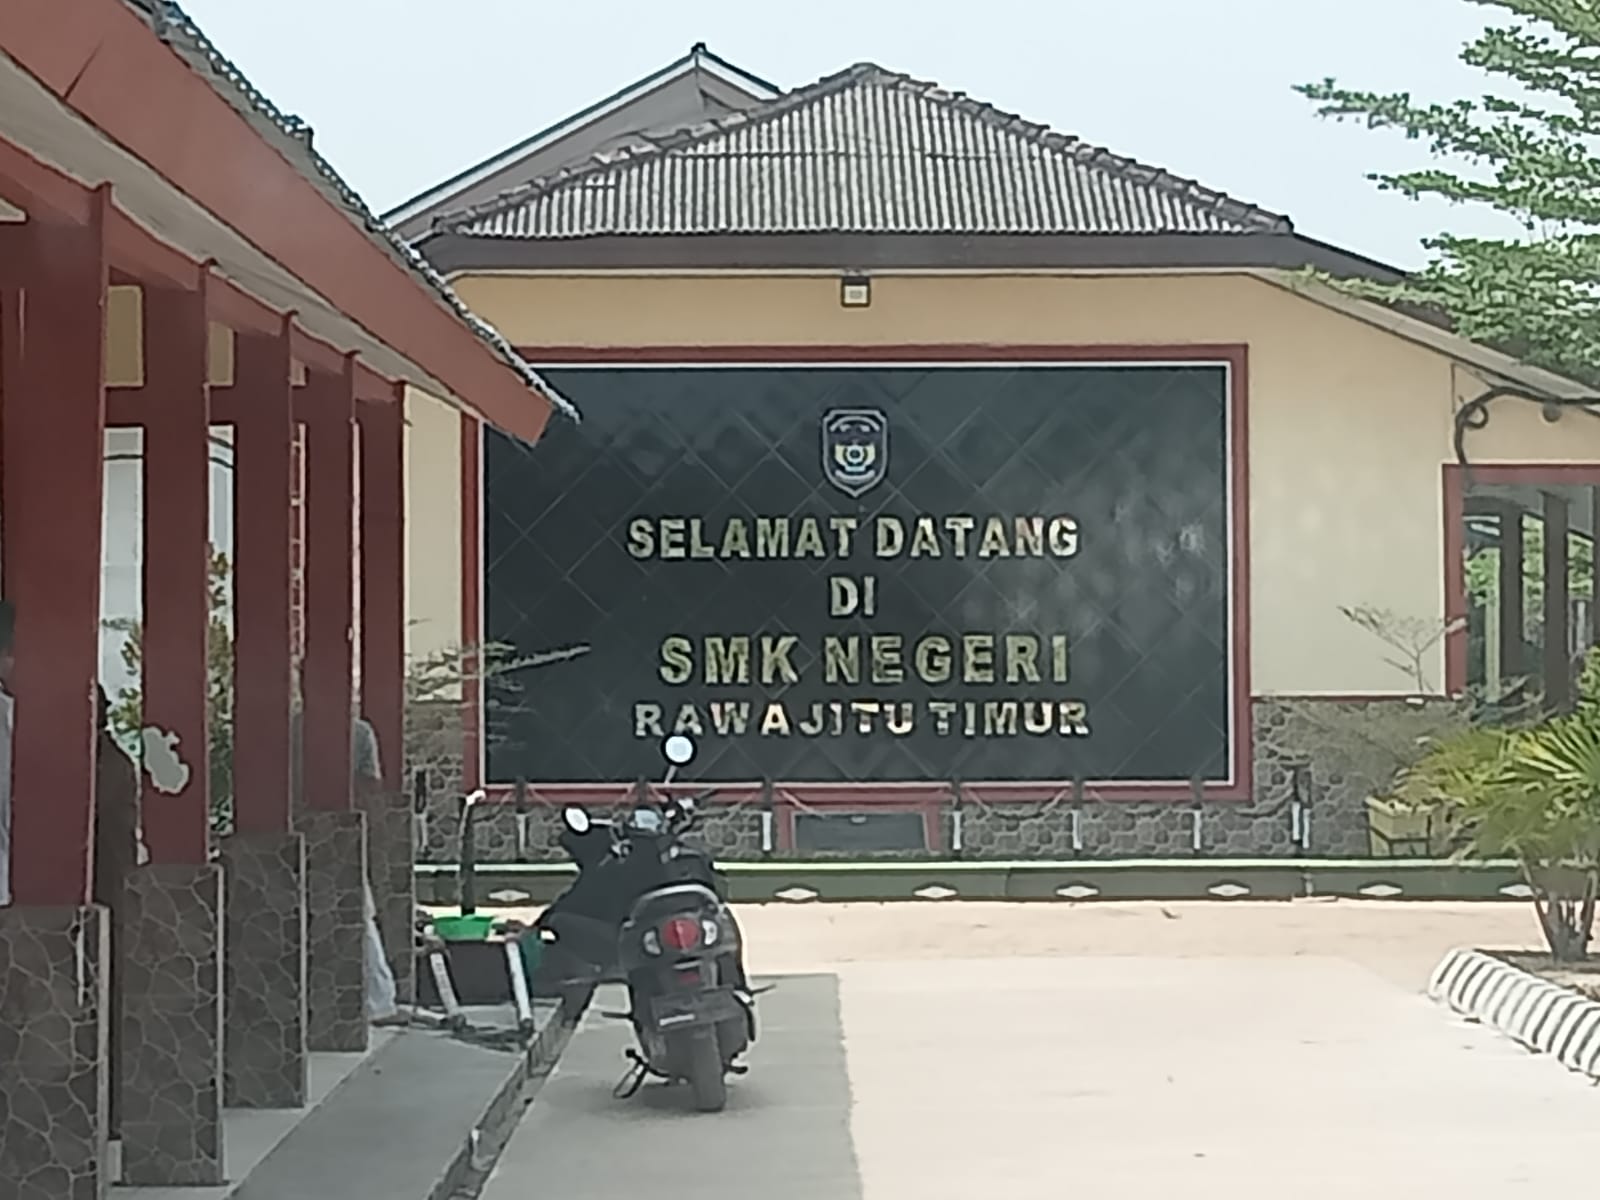 SELAMAT DATANG
DI
SMK NEGERI
RAWAJITU TIMUR